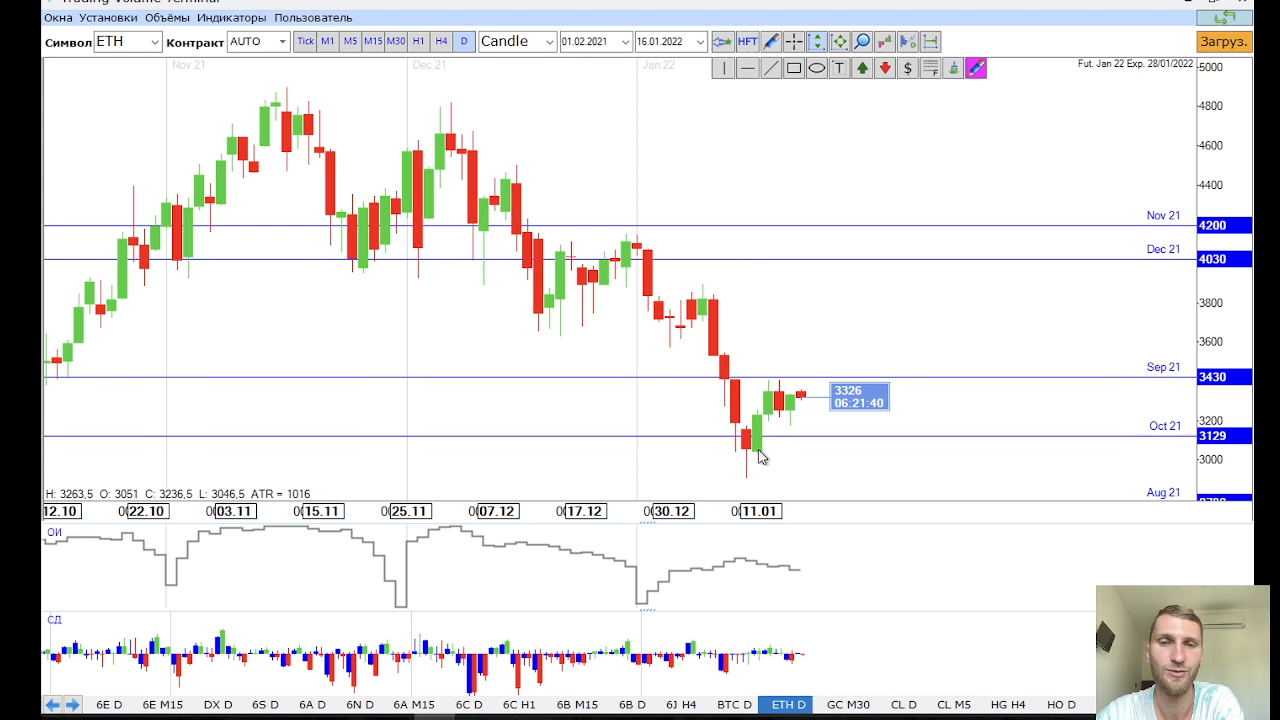 Trading Volume Terminal
Окна Установки Объёмы Индикаторы Пользователь
Символ ETH Контракт AUTO Tick M1 M5 M15 M30 H1 H4 D Candle 01.02.2021 16.01.2022 HFT Загруз.
T $ F
Fut. Jan 22 Exp. 28/01/2022
Nov 21 Dec 21 Jan 22
5000
4800
4600
4400
Nov 21
4200
Dec 21
4030
3800
3600
Sep 21
3430
3326
06:21:40
3200
Oct 21
3129
3000
Aug 21
H: 3263,5 O: 3051 C: 3236,5 L: 3046,5 ATR = 1016
12.10 22.10 03.11 15.11 25.11 07.12 17.12 30.12 11.01
ОИ
СД
6E D 6E M15 DX D 6S D 6A D 6N D 6A M15 6C D 6C H1 6B M15 6B D 6J H4 BTC D ETH D GC M30 CL D CL M5 HG H4 HO D